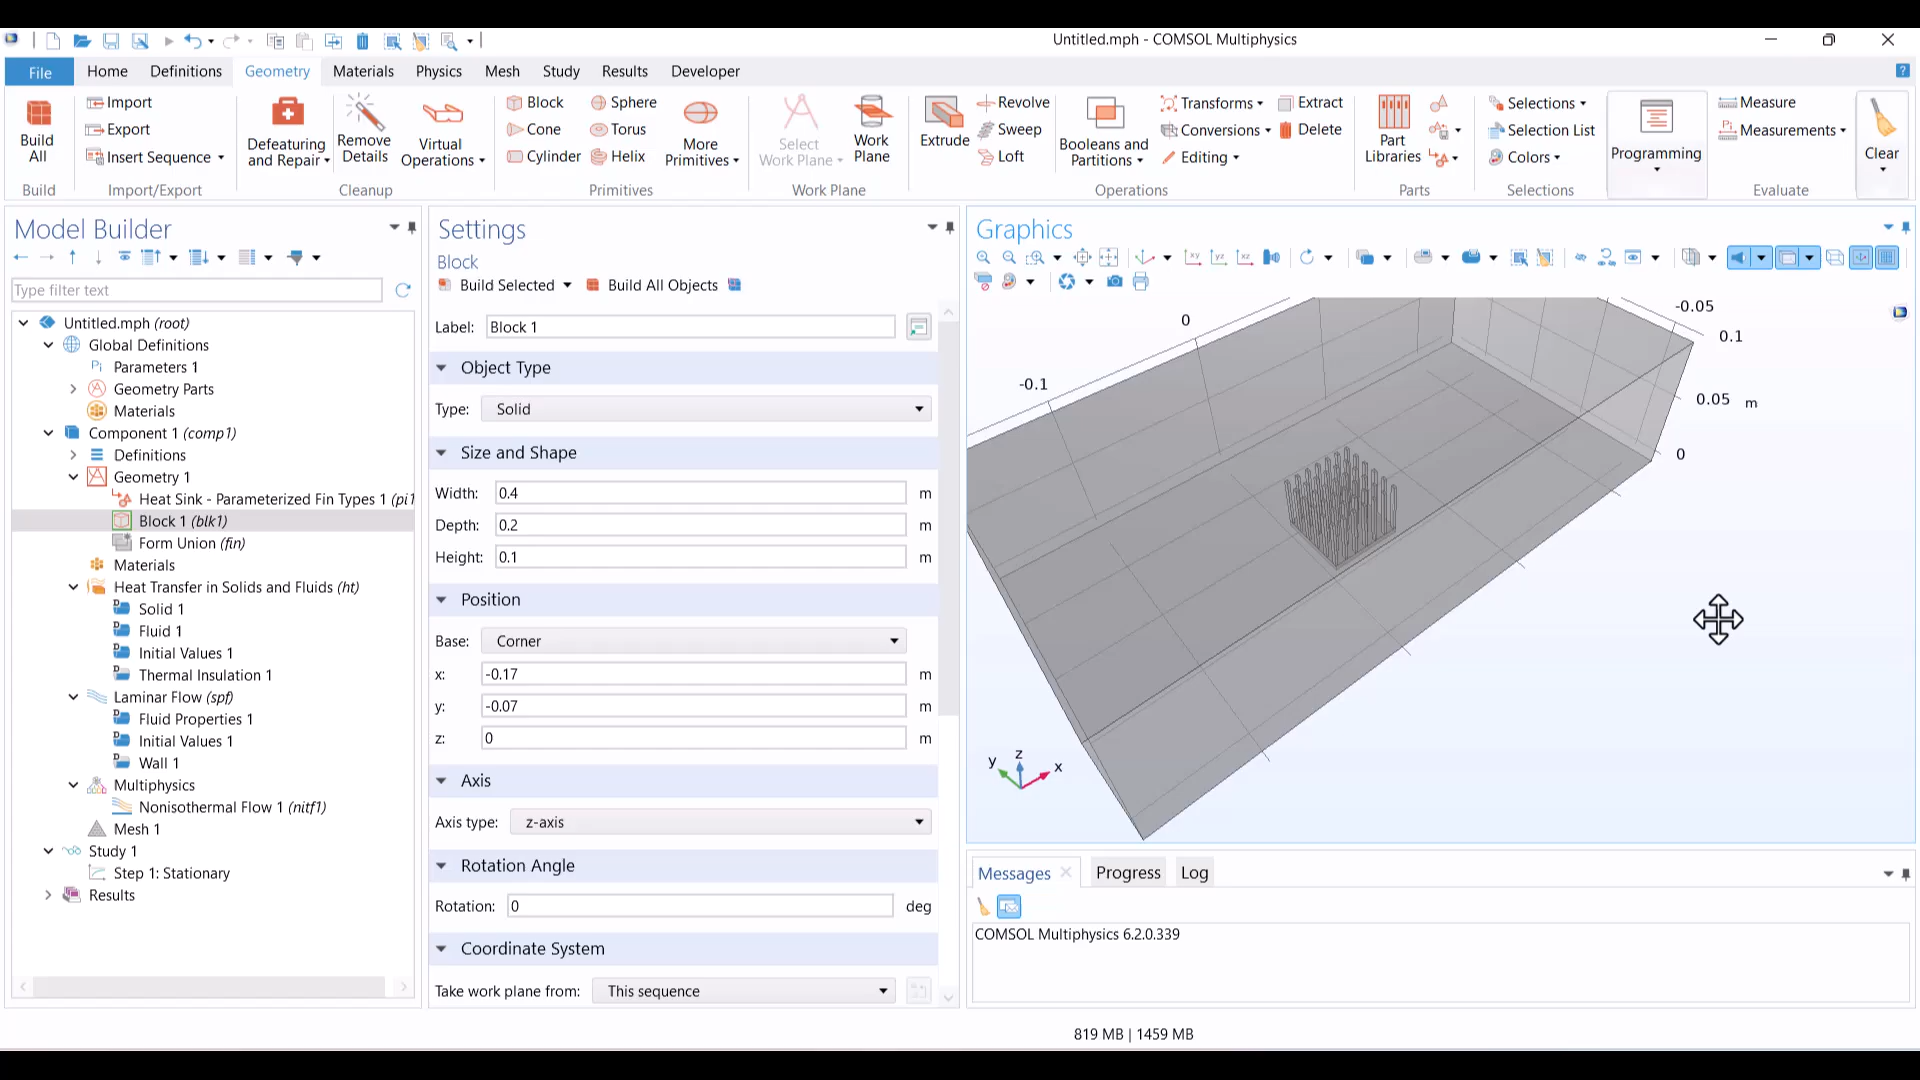 Untitled.mph - COMSOL Multiphysics
File
Home
Definitions
Geometry
Materials
Physics
Mesh
Study
Results
Developer
Build
All
Build
Import
Export
Insert Sequence
Import/Export
Defeaturing
and Repair
Remove
Details
Virtual
Operations
Cleanup
Block
Cone
Cylinder
Sphere
Torus
Helix
More
Primitives
Primitives
Select
Work Plane
Work
Plane
Work Plane
Extrude
Revolve
Sweep
Loft
Booleans and
Partitions
Transforms
Conversions
Editing
Extract
Delete
Operations
Part
Libraries
Parts
Selections
Selection List
Colors
Selections
Programming
Measure
Measurements
Evaluate
Clear
Model Builder
Type filter text
Untitled.mph (root)
Global Definitions
Parameters 1
Geometry Parts
Materials
Component 1 (comp1)
Definitions
Geometry 1
Heat Sink - Parameterized Fin Types 1 (pi1
Block 1 (blk1)
Form Union (fin)
Materials
Heat Transfer in Solids and Fluids (ht)
Solid 1
Fluid 1
Initial Values 1
Thermal Insulation 1
Laminar Flow (spf)
Fluid Properties 1
Initial Values 1
Wall 1
Multiphysics
Nonisothermal Flow 1 (nitf1)
Mesh 1
Study 1
Step 1: Stationary
Results
Settings
Block
Build Selected
Build All Objects
Label: Block 1
Object Type
Type: Solid
Size and Shape
Width: 0.4 m
Depth: 0.2 m
Height: 0.1 m
Position
Base: Corner
x: -0.17 m
y: -0.07 m
z: 0 m
Axis
Axis type: z-axis
Rotation Angle
Rotation: 0 deg
Coordinate System
Take work plane from: This sequence
Graphics
-0.05
0
0.1
-0.1
0.05 m
0
y z x
Messages
Progress
Log
COMSOL Multiphysics 6.2.0.339
819 MB | 1459 MB